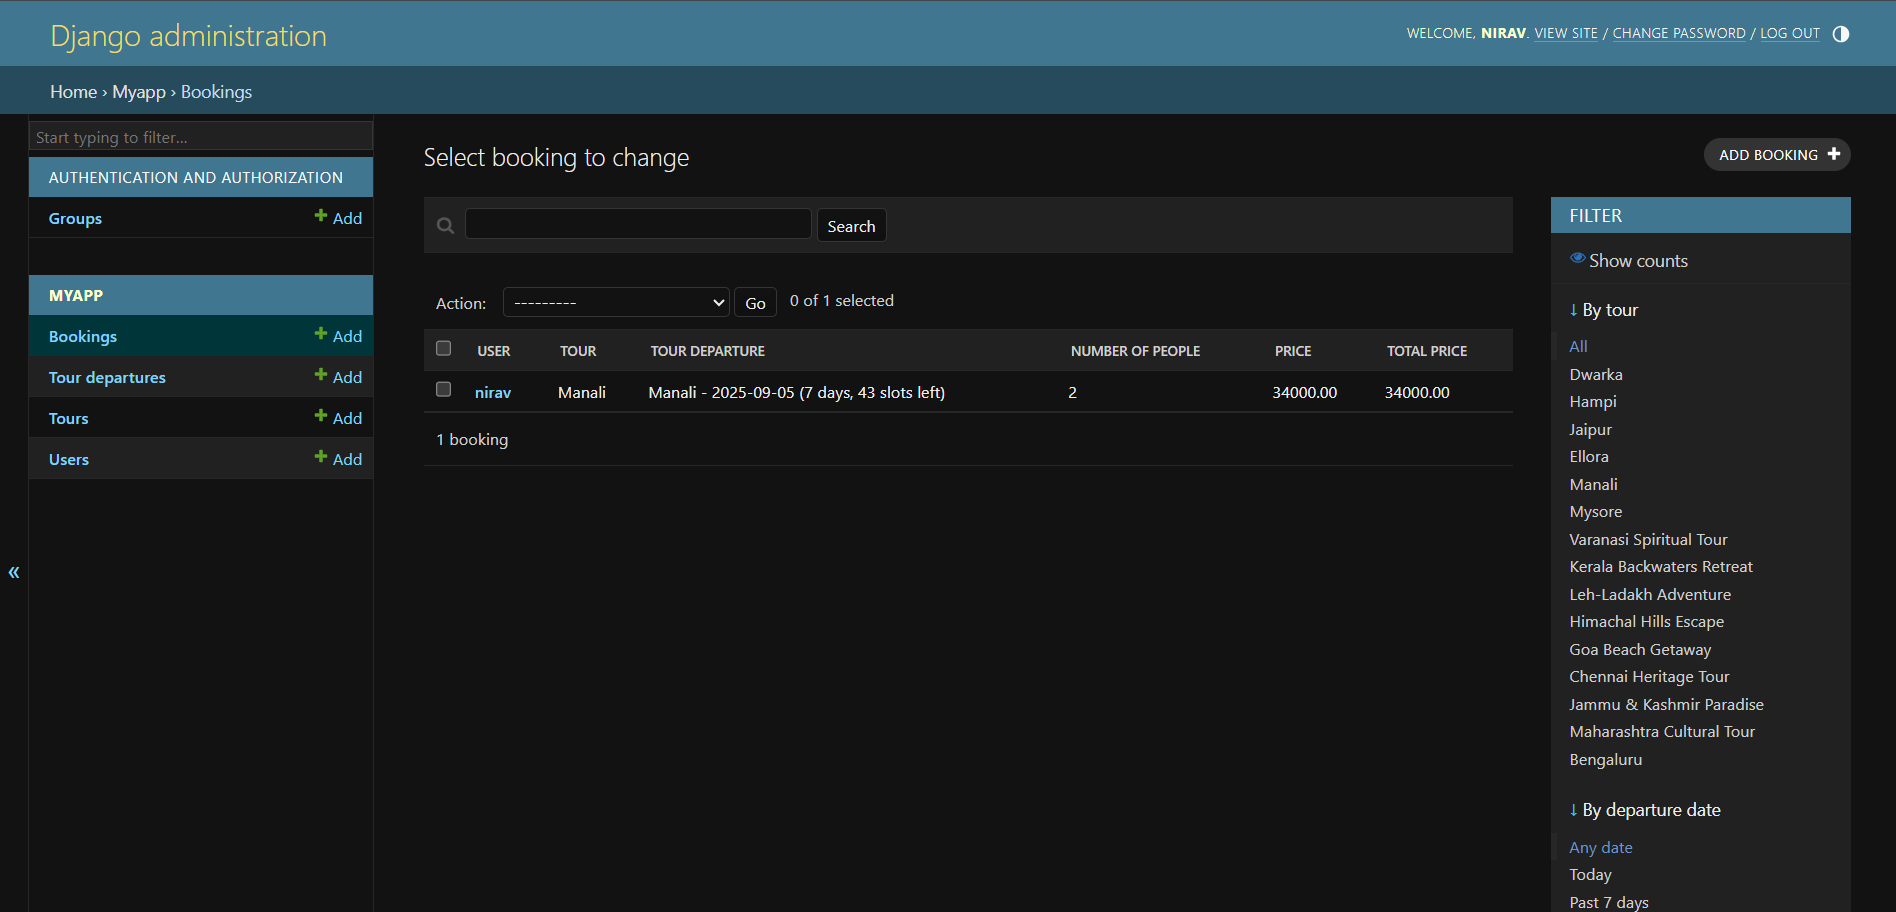 Django administration
WELCOME, NIRAV. VIEW SITE / CHANGE PASSWORD / LOG OUT
Home › Myapp › Bookings
Start typing to filter...
AUTHENTICATION AND AUTHORIZATION
Groups Add
MYAPP
Bookings Add
Tour departures Add
Tours Add
Users Add
«
Select booking to change
ADD BOOKING
Search
Action: --------- Go 0 of 1 selected
USER TOUR TOUR DEPARTURE NUMBER OF PEOPLE PRICE TOTAL PRICE
nirav Manali Manali - 2025-09-05 (7 days, 43 slots left) 2 34000.00 34000.00
1 booking
FILTER
Show counts
↓ By tour
All
Dwarka
Hampi
Jaipur
Ellora
Manali
Mysore
Varanasi Spiritual Tour
Kerala Backwaters Retreat
Leh-Ladakh Adventure
Himachal Hills Escape
Goa Beach Getaway
Chennai Heritage Tour
Jammu & Kashmir Paradise
Maharashtra Cultural Tour
Bengaluru
↓ By departure date
Any date
Today
Past 7 days